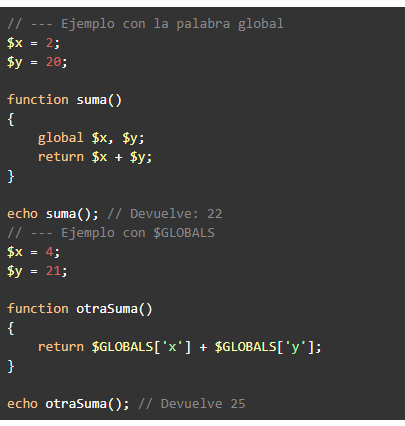 // --- Ejemplo con la palabra global
$x = 2;
$y = 20;
function suma()
{
    global $x, $y;
    return $x + $y;
}
echo suma(); // Devuelve: 22
// --- Ejemplo con $GLOBALS
$x = 4;
$y = 21;
function otraSuma()
{
    return $GLOBALS['x'] + $GLOBALS['y'];
}
echo otraSuma(); // Devuelve 25